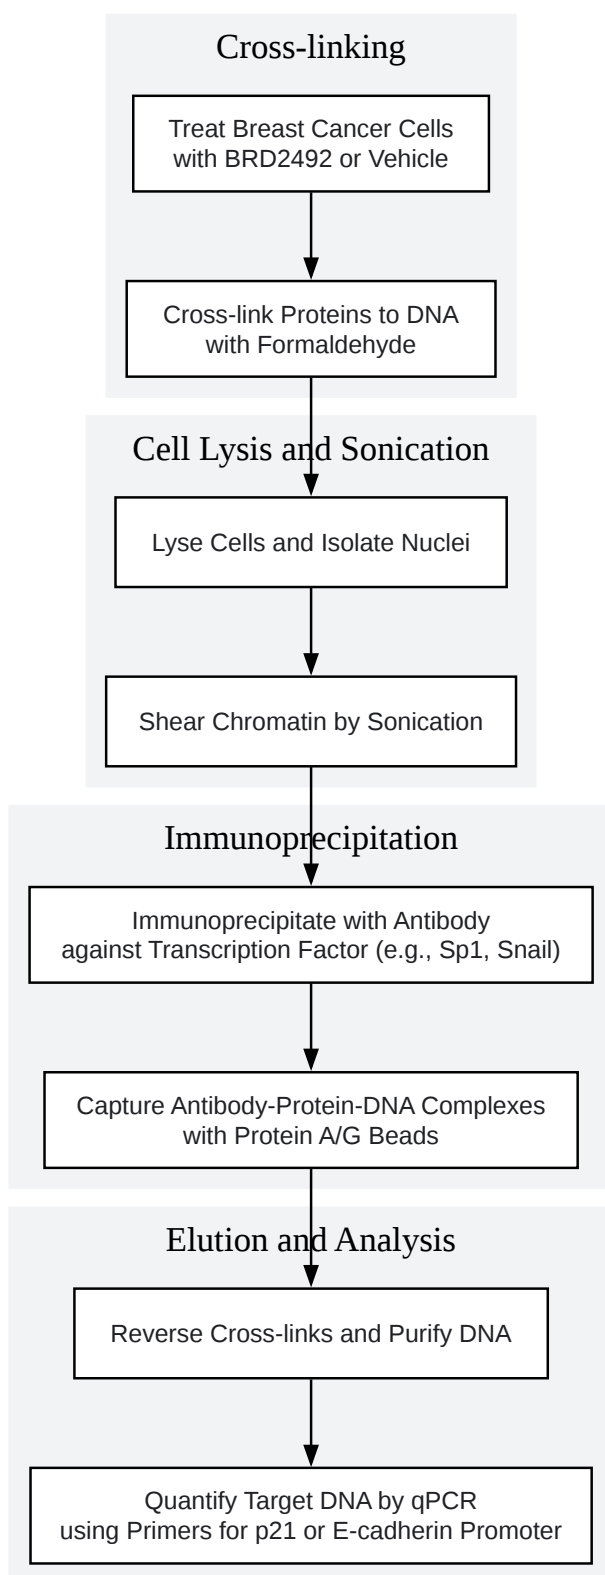 Cross-linking
Treat Breast Cancer Cells
with BRD2492 or Vehicle
Cross-link Proteins to DNA
with Formaldehyde
Cell Lysis and Sonication
Lyse Cells and Isolate Nuclei
Shear Chromatin by Sonication
Immunoprecipitation
Immunoprecipitate with Antibody
against Transcription Factor (e.g., Sp1, Snail)
Capture Antibody-Protein-DNA Complexes
with Protein A/G Beads
Elution and Analysis
Reverse Cross-links and Purify DNA
Quantify Target DNA by qPCR
using Primers for p21 or E-cadherin Promoter